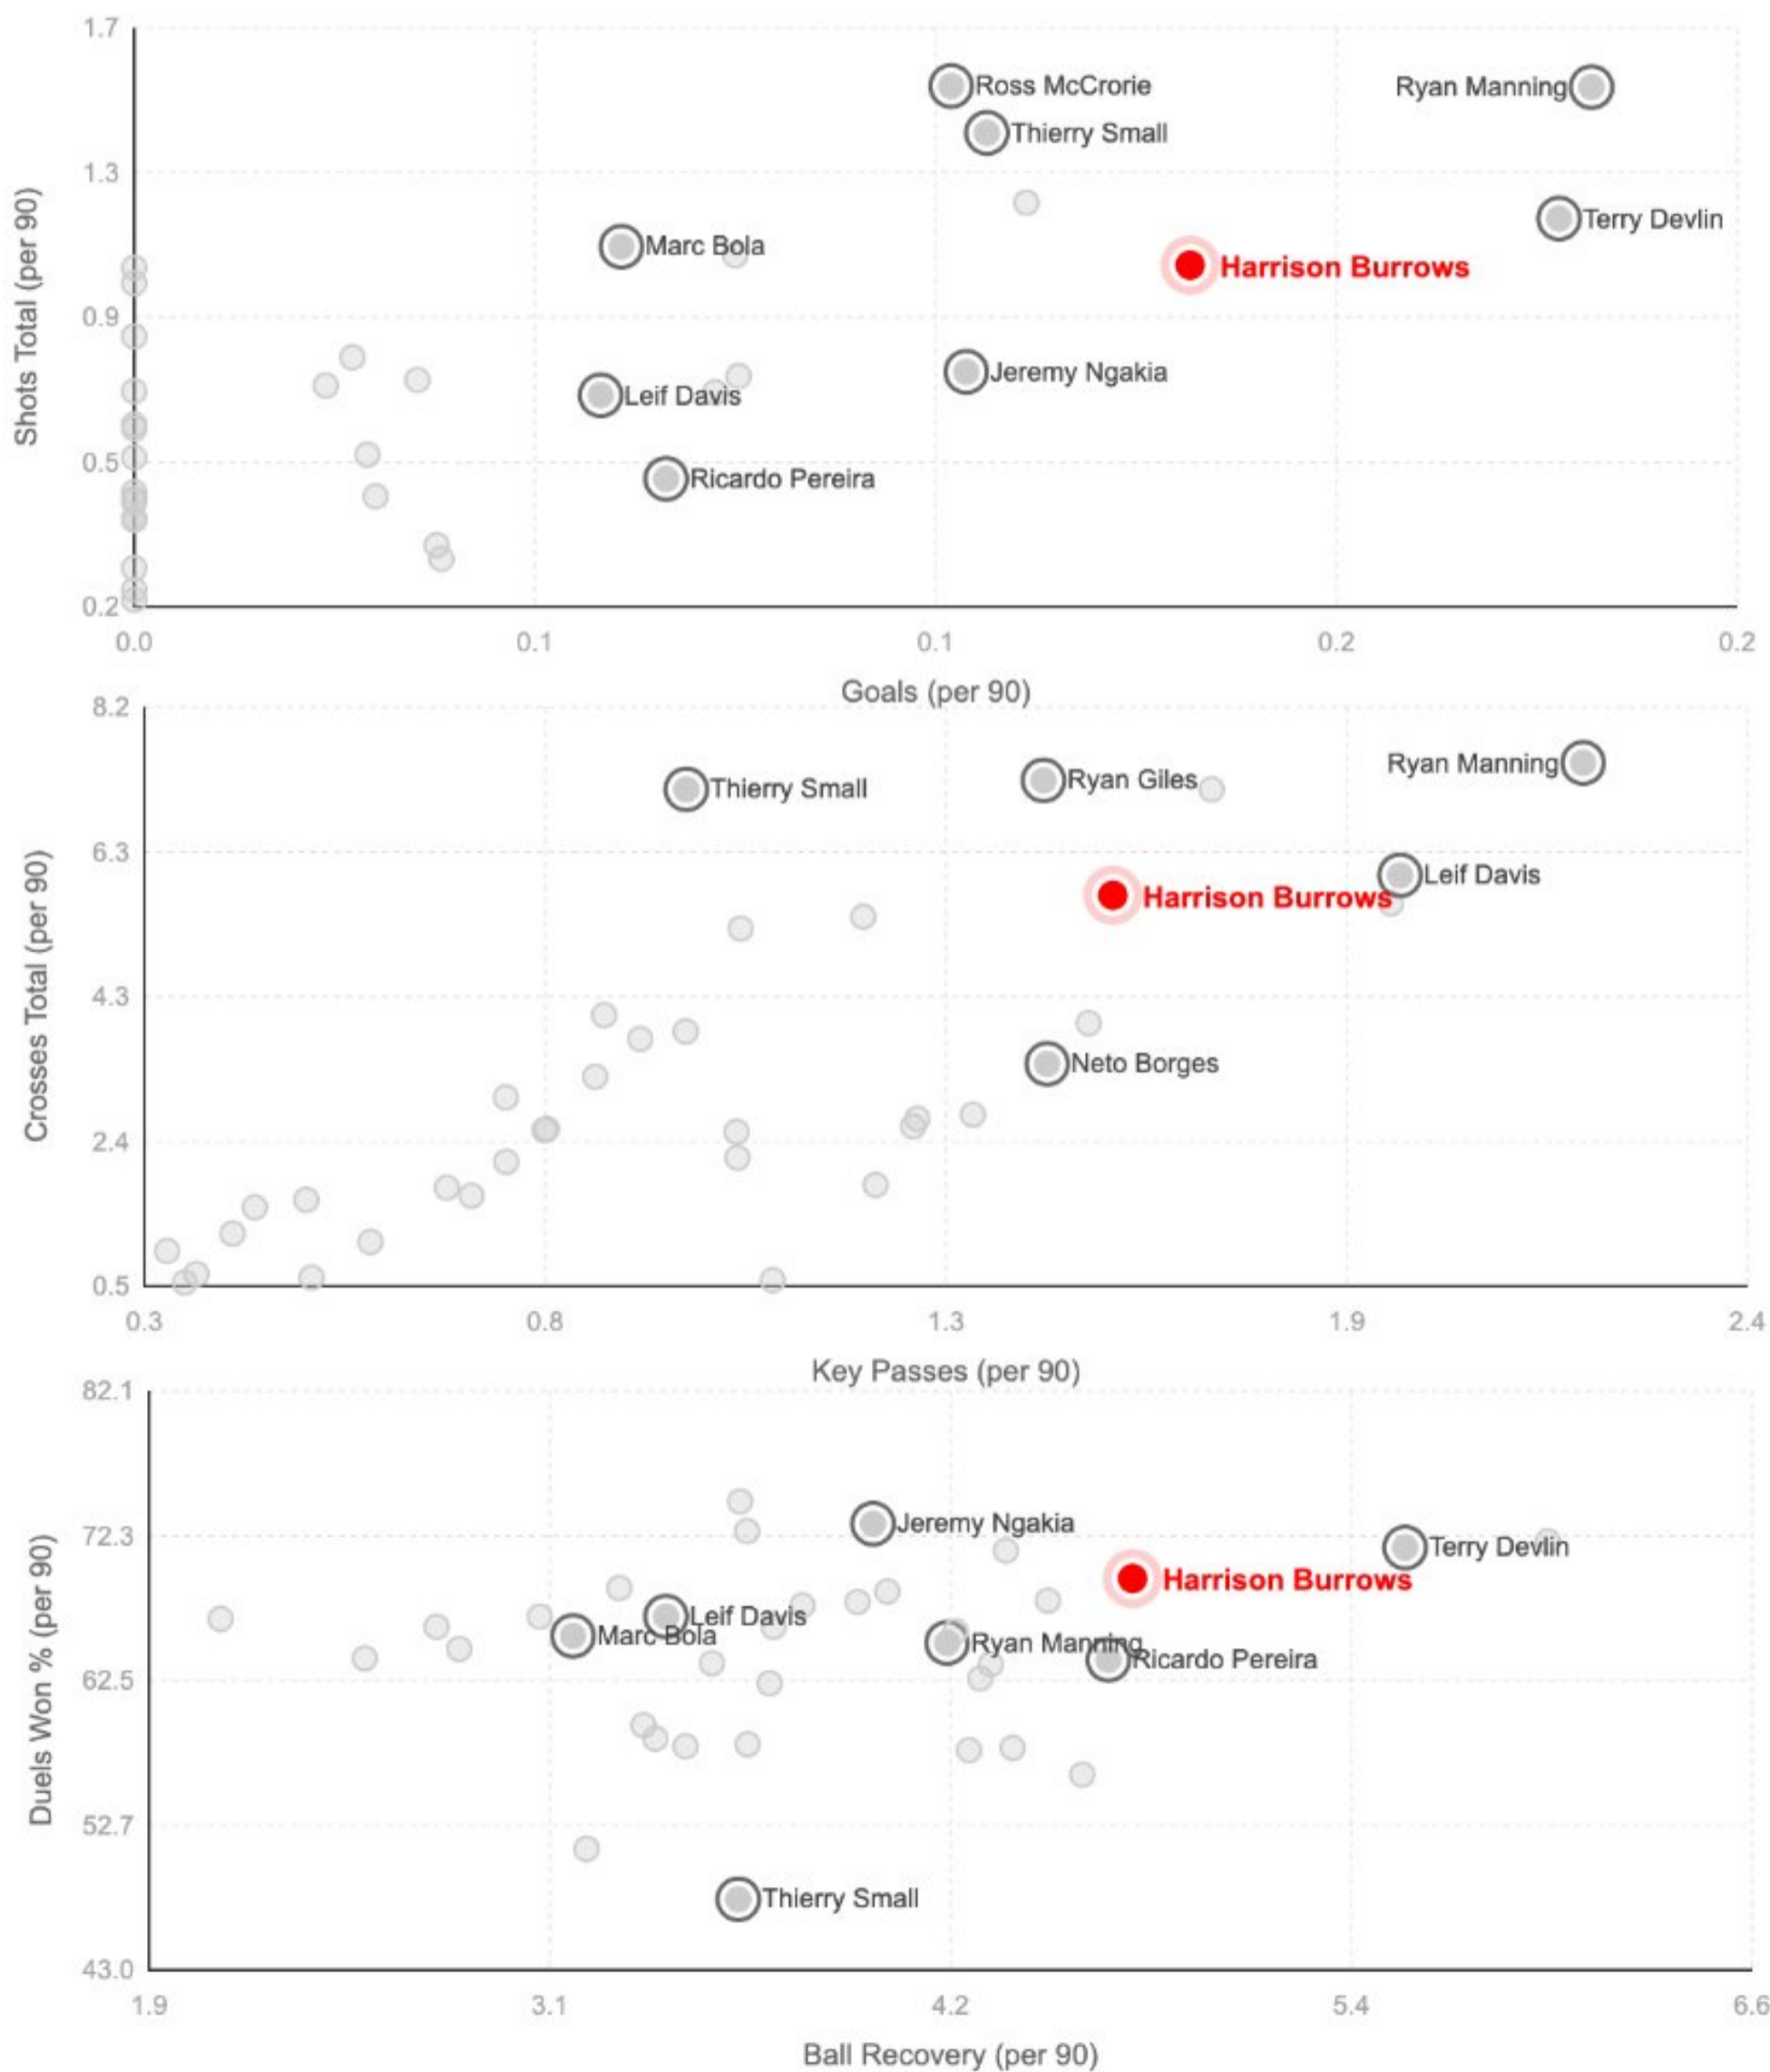 1.7
Ross McCrorie
Ryan Manning
Thierry Small
1.3
Terry Devlin
Marc Bola
Harrison Burrows
Shots Total (per 90)
0.9
Jeremy Ngakia
Leif Davis
0.5
Ricardo Pereira
0.2
0.0 0.1 0.1 0.2 0.2
Goals (per 90)
8.2
Ryan Manning
Ryan Giles
Thierry Small
6.3
Leif Davis
Harrison Burrows
Crosses Total (per 90)
4.3
Neto Borges
2.4
0.5
0.3 0.8 1.3 1.9 2.4
Key Passes (per 90)
82.1
Jeremy Ngakia
72.3
Terry Devlin
Harrison Burrows
Leif Davis
Marc Bola
Ryan Manning
Ricardo Pereira
Duels Won % (per 90)
62.5
52.7
Thierry Small
43.0
1.9 3.1 4.2 5.4 6.6
Ball Recovery (per 90)